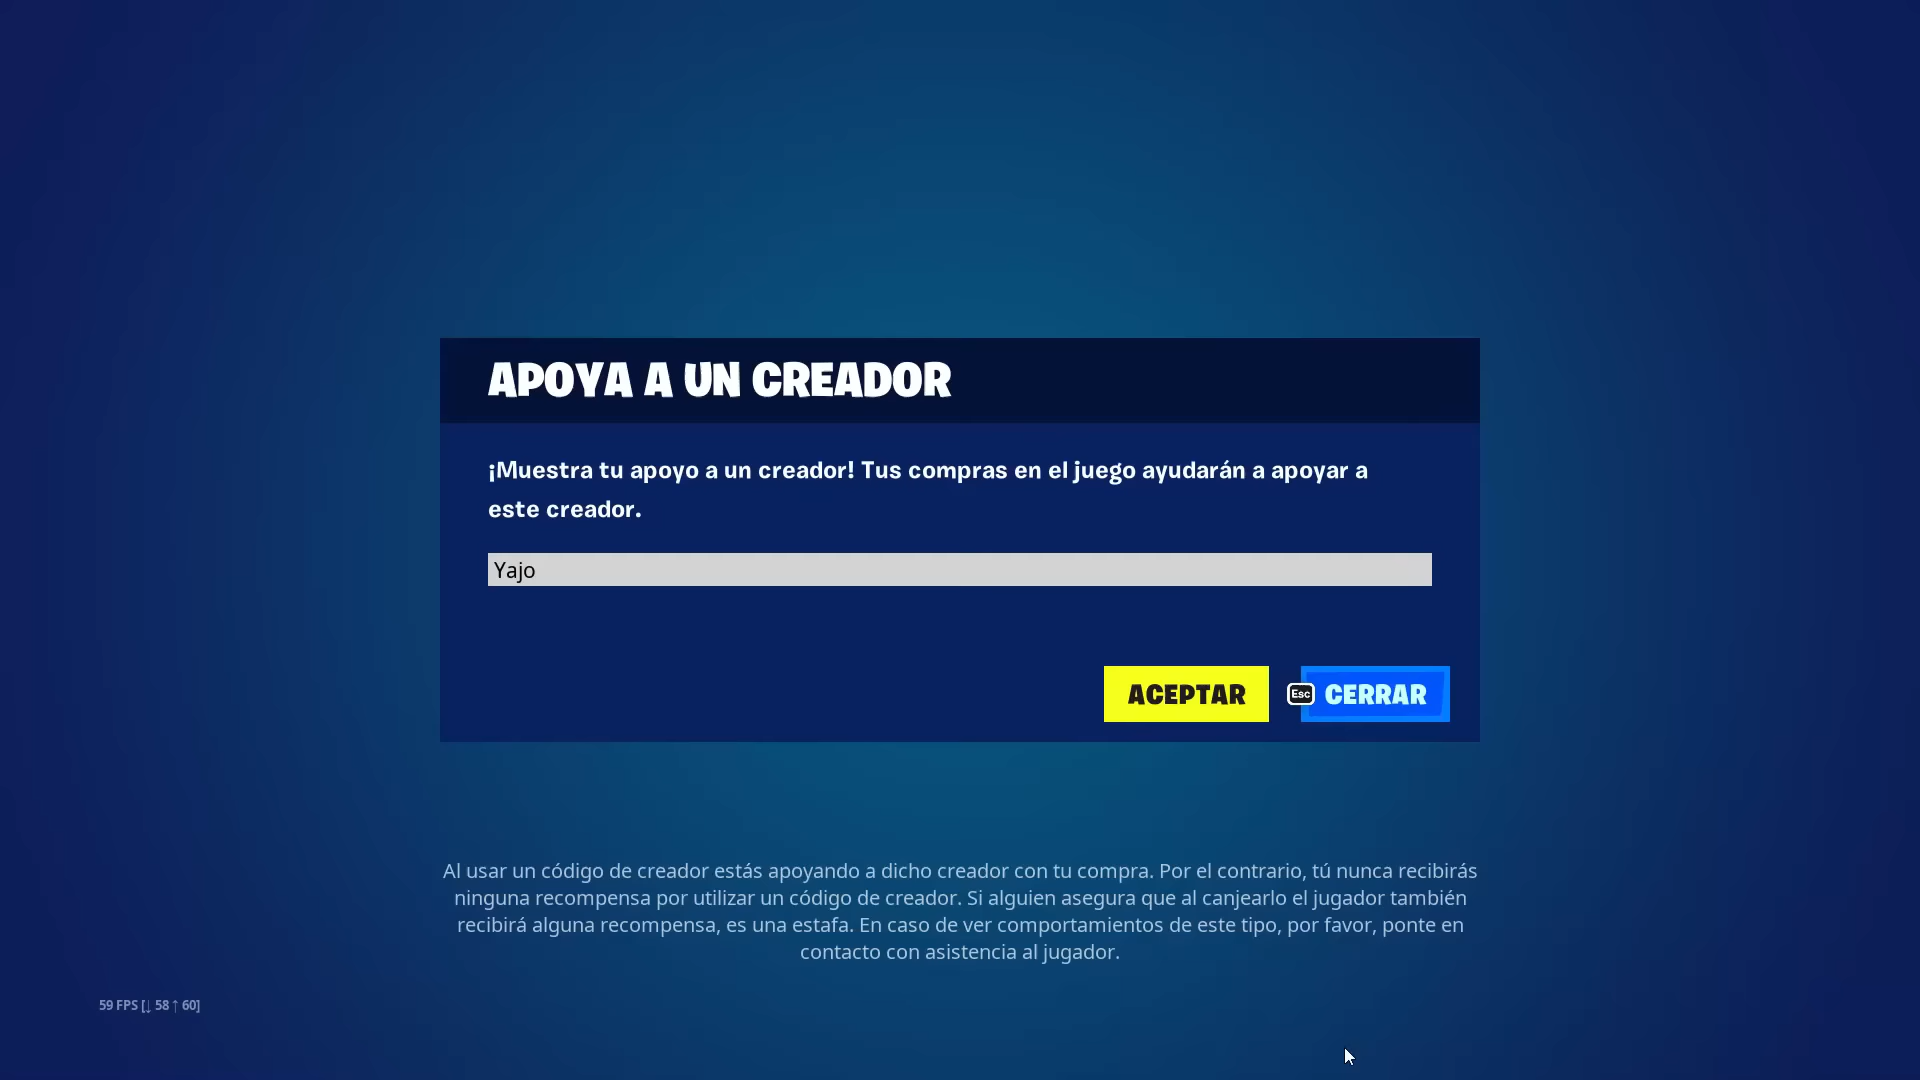 APOYA A UN CREADOR
¡Muestra tu apoyo a un creador! Tus compras en el juego ayudarán a apoyar a
este creador.
Yajo
ACEPTAR
Esc CERRAR
Al usar un código de creador estás apoyando a dicho creador con tu compra. Por el contrario, tú nunca recibirás
ninguna recompensa por utilizar un código de creador. Si alguien asegura que al canjearlo el jugador también
recibirá alguna recompensa, es una estafa. En caso de ver comportamientos de este tipo, por favor, ponte en
contacto con asistencia al jugador.
59 FPS [↓ 58 ↑ 60]